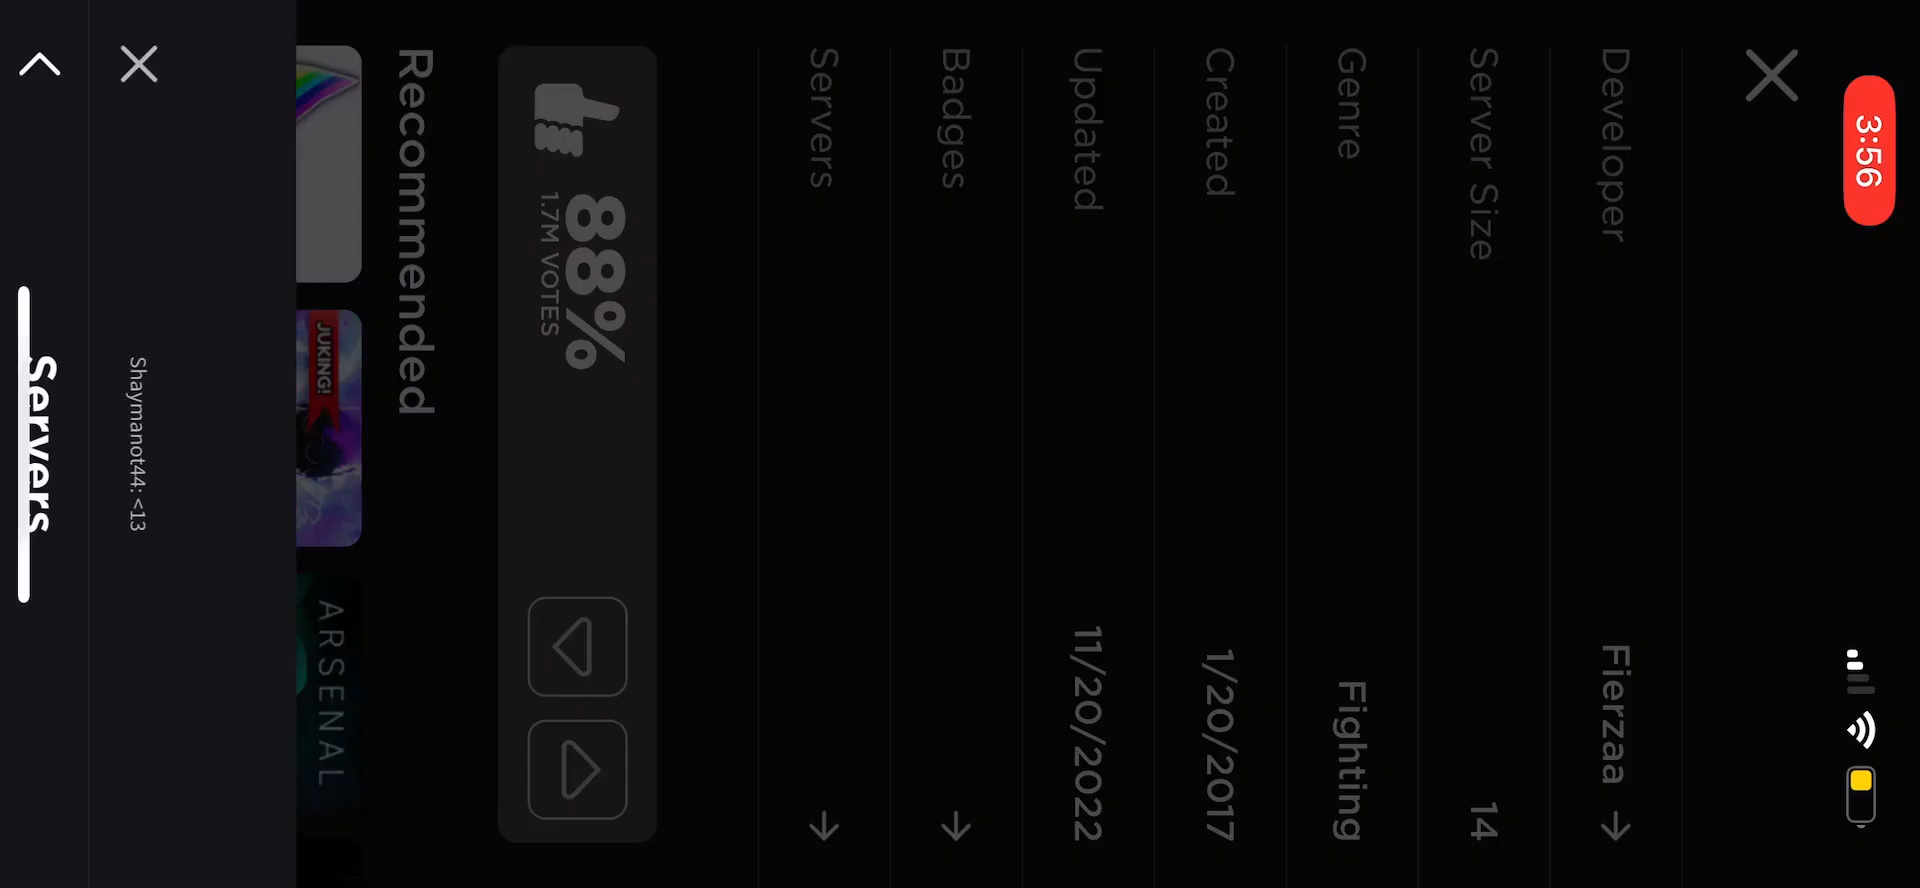 3:56
Developer
Fierzaa
Server Size
14
Genre
Fighting
Created
1/20/2017
Updated
11/20/2022
Badges
Servers
88%
1.7M VOTES
Recommended
JUKING!
ARSENAL
Shaymanot44: <13
Servers